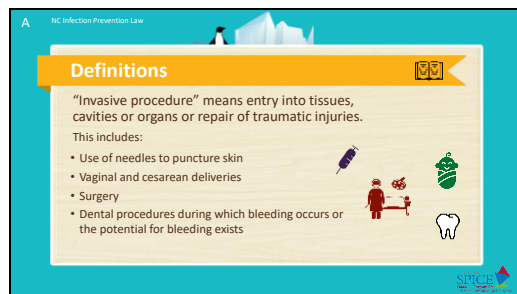 A
NC Infection Prevention Law
Definitions
“Invasive procedure” means entry into tissues,
cavities or organs or repair of traumatic injuries.
This includes:
• Use of needles to puncture skin
• Vaginal and cesarean deliveries
• Surgery
• Dental procedures during which bleeding occurs or
the potential for bleeding exists
SPICE